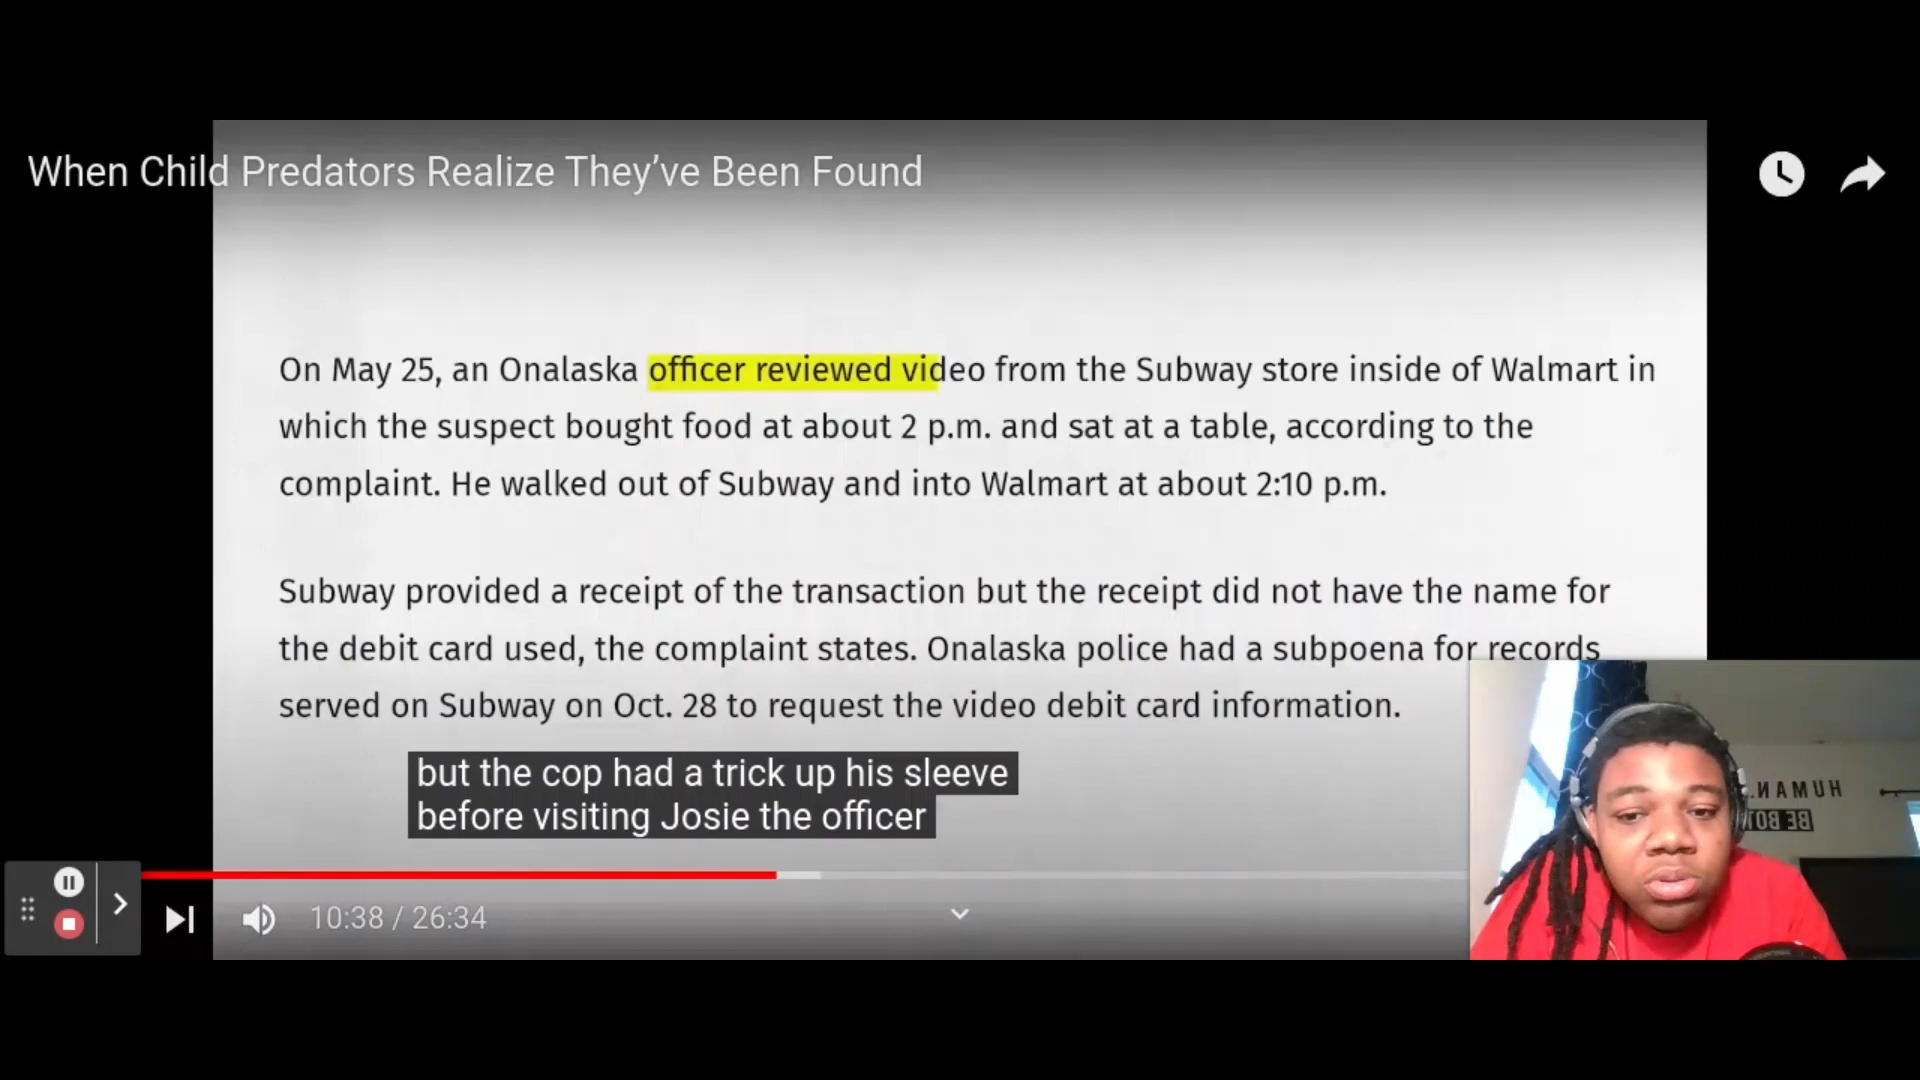 When Child Predators Realize They’ve Been Found
On May 25, an Onalaska officer reviewed video from the Subway store inside of Walmart in
which the suspect bought food at about 2 p.m. and sat at a table, according to the
complaint. He walked out of Subway and into Walmart at about 2:10 p.m.
Subway provided a receipt of the transaction but the receipt did not have the name for
the debit card used, the complaint states. Onalaska police had a subpoena for records
served on Subway on Oct. 28 to request the video debit card information.
but the cop had a trick up his sleeve
before visiting Josie the officer
HUMAN.
BE BOT
10:38 / 26:34